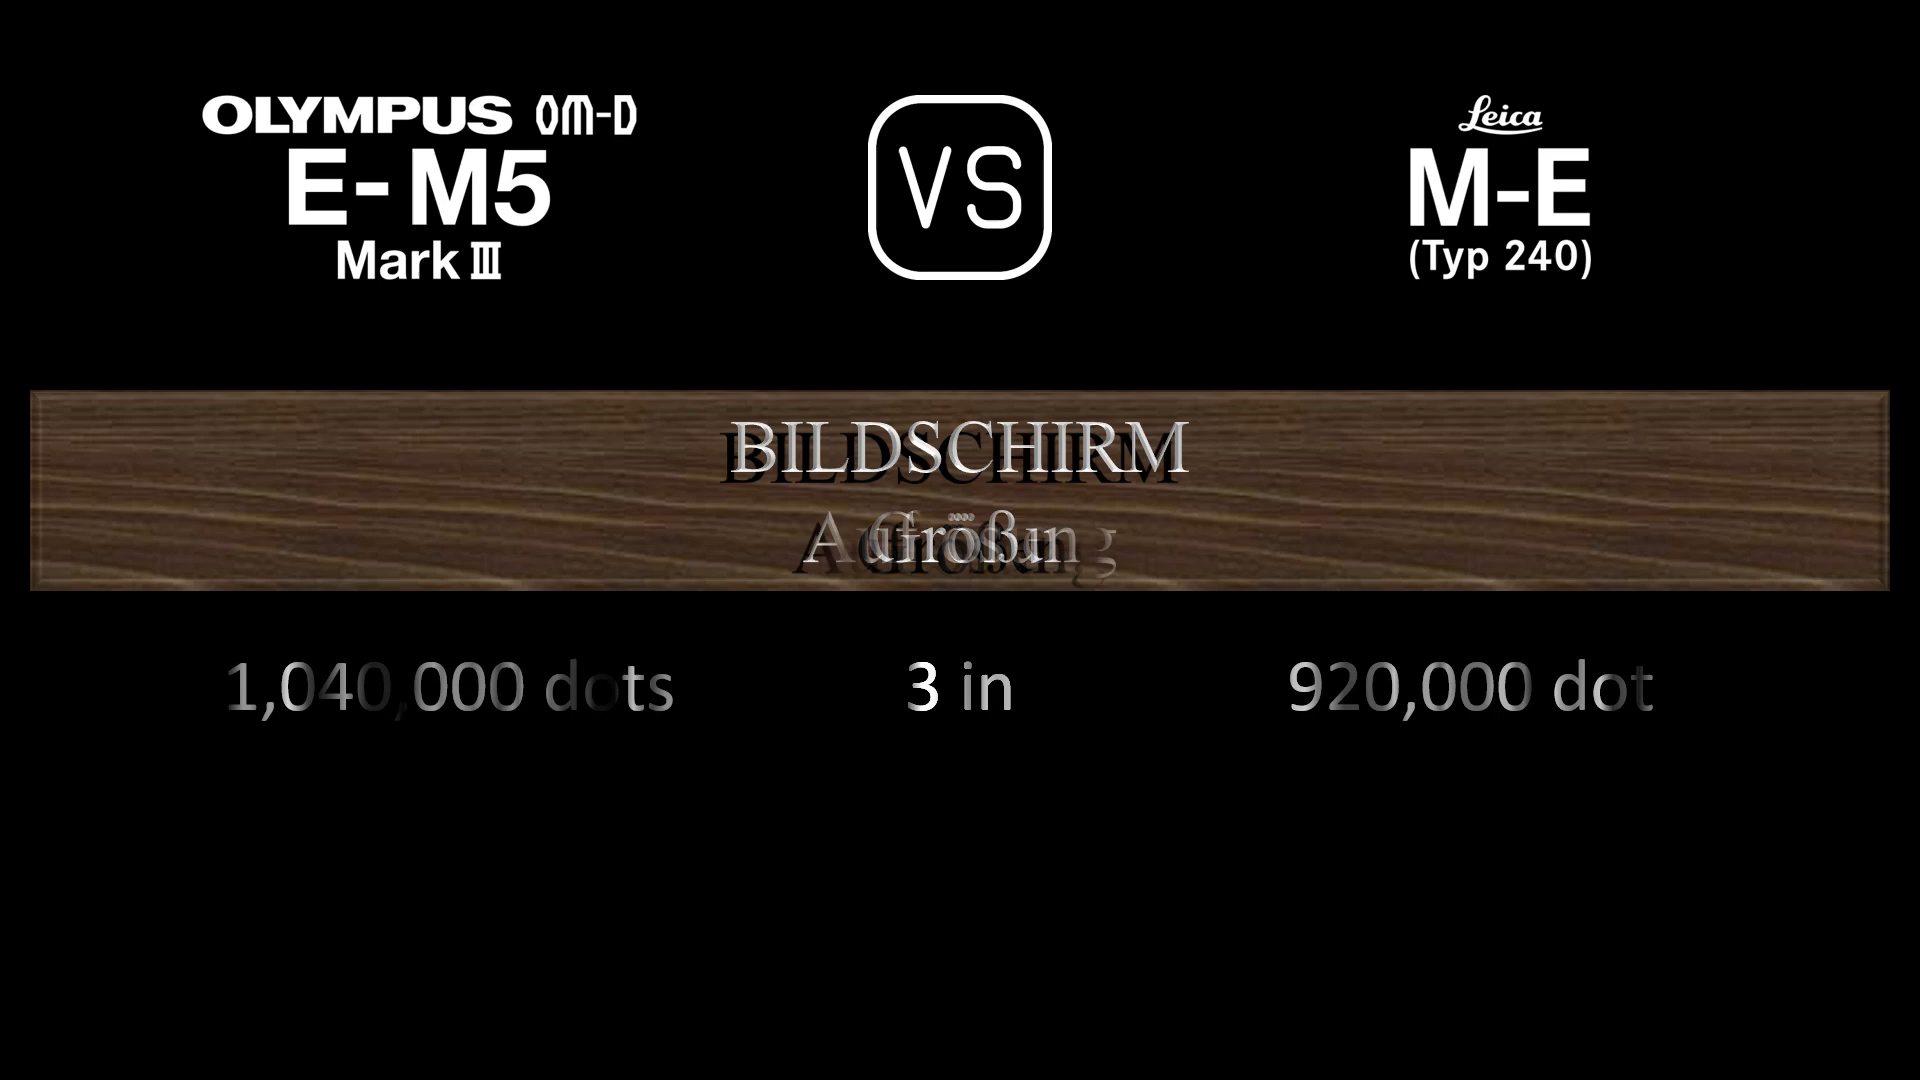 OLYMPUS OM-D
E-M5
Mark III
VS
Leica
M-E
(Typ 240)
BILDSCHIRM
1,040,000 dots
3 in
920,000 dot